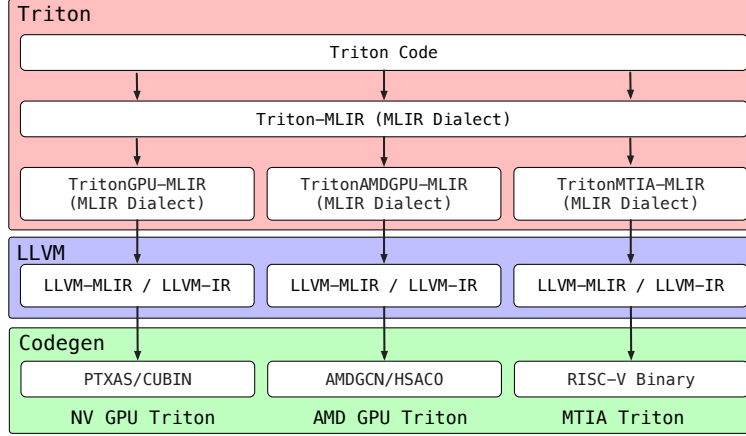 Triton
Triton Code
Triton-MLIR (MLIR Dialect)
TritonGPU-MLIR
(MLIR Dialect)
TritonAMDGPU-MLIR
(MLIR Dialect)
TritonMTIA-MLIR
(MLIR Dialect)
LLVM
LLVM-MLIR / LLVM-IR
LLVM-MLIR / LLVM-IR
LLVM-MLIR / LLVM-IR
Codegen
PTXAS/CUBIN
AMDGCN/HSACO
RISC-V Binary
NV GPU Triton
AMD GPU Triton
MTIA Triton